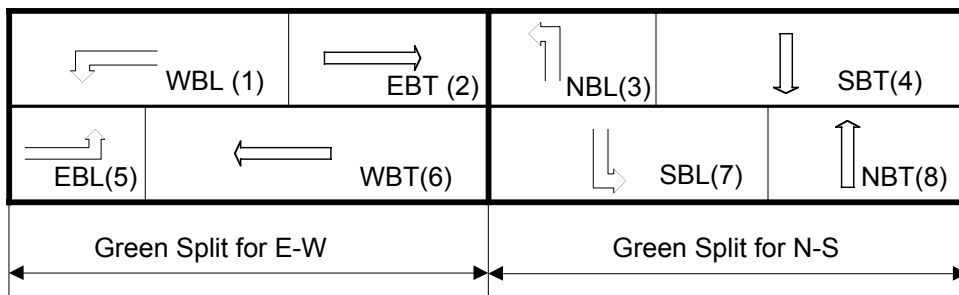 WBL (1)
EBT (2)
NBL(3)
SBT(4)
EBL(5)
WBT(6)
SBL(7)
NBT(8)
Green Split for E-W
Green Split for N-S